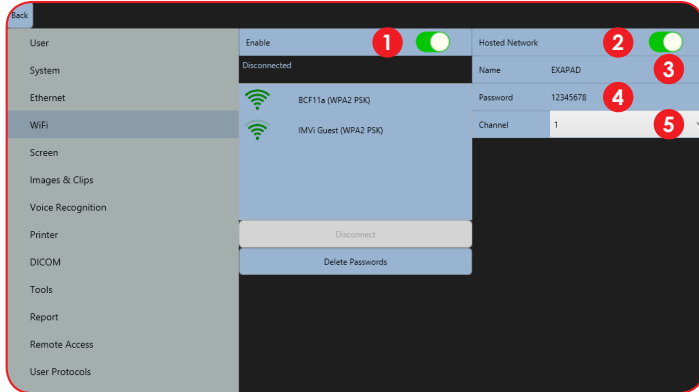 Back
User
System
Ethernet
WiFi
Screen
Images & Clips
Voice Recognition
Printer
DICOM
Tools
Report
Remote Access
User Protocols
Enable 1
Disconnected
BCF11a (WPA2 PSK)
IMVi Guest (WPA2 PSK)
Disconnect
Delete Passwords
Hosted Network 2
Name EXAPAD 3
Password 12345678 4
Channel 1 5